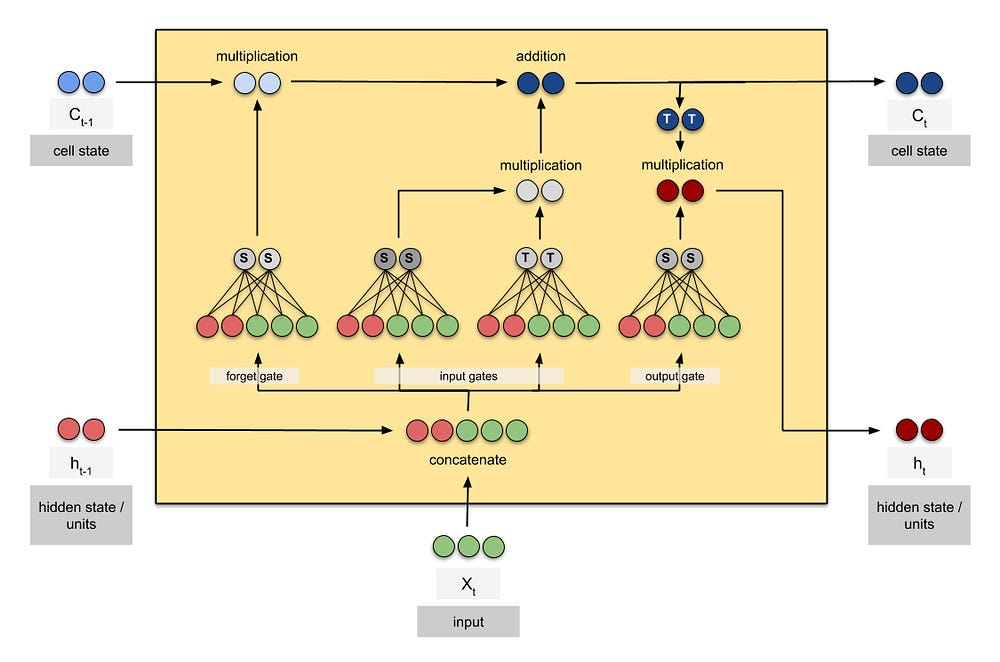 multiplication
addition
C t-1
cell state
T T
C t
cell state
multiplication
multiplication
S S
S S
T T
S S
forget gate
input gates
output gate
h t-1
hidden state /
units
concatenate
h t
hidden state /
units
X t
input